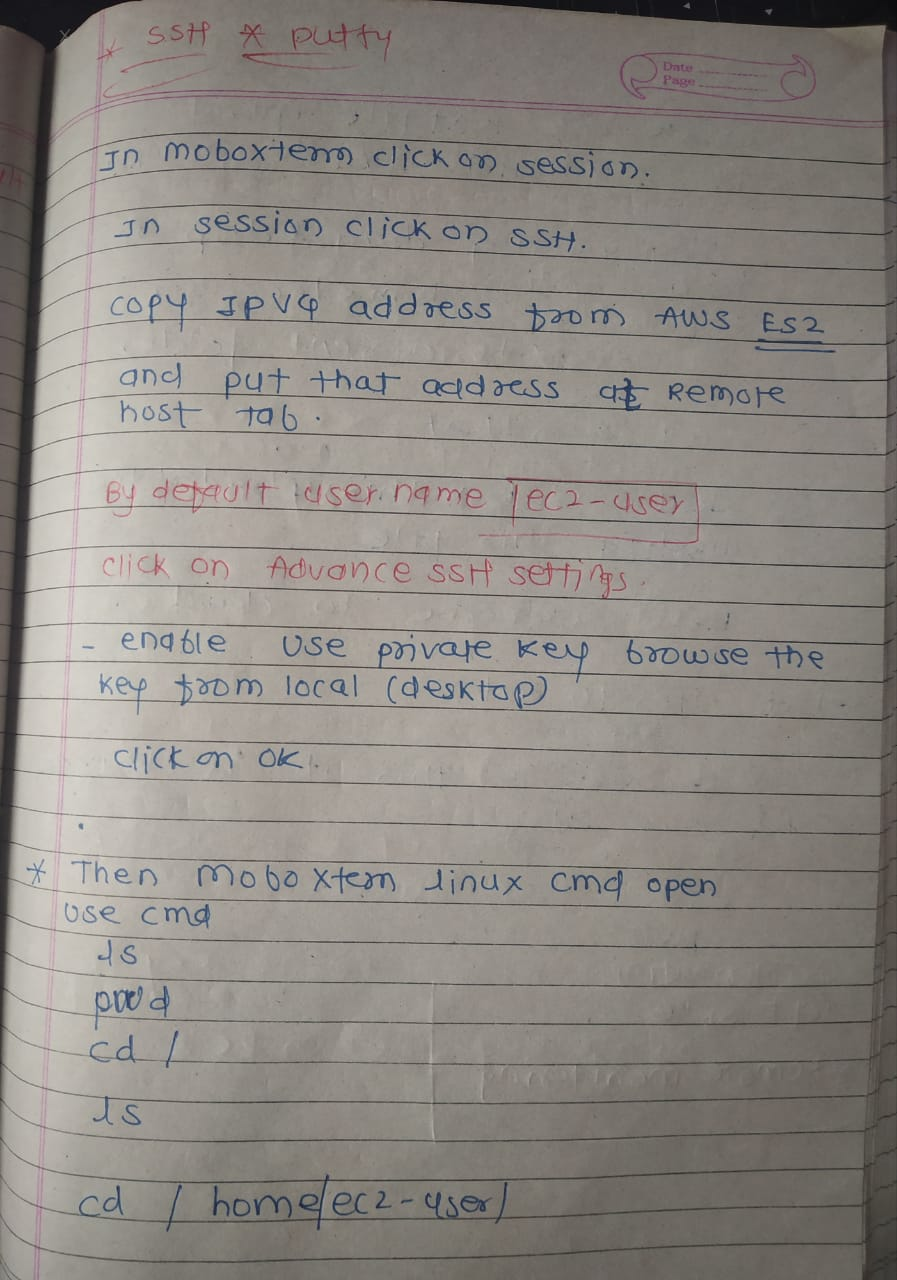 * SSH * putty
Date
Page
In moboxterm click on session.
In session click on SSH.
copy IPV4 address from AWS ES2
and put that address at Remote
host tab.
By default user name ec2-user
click on Advance SSH settings.
- enable use private key browse the
key from local (desktop)
click on OK.
* Then mobo xtem linux cmd open
use cmd
ls
pwd
cd /
ls
cd / home/ec2-user/